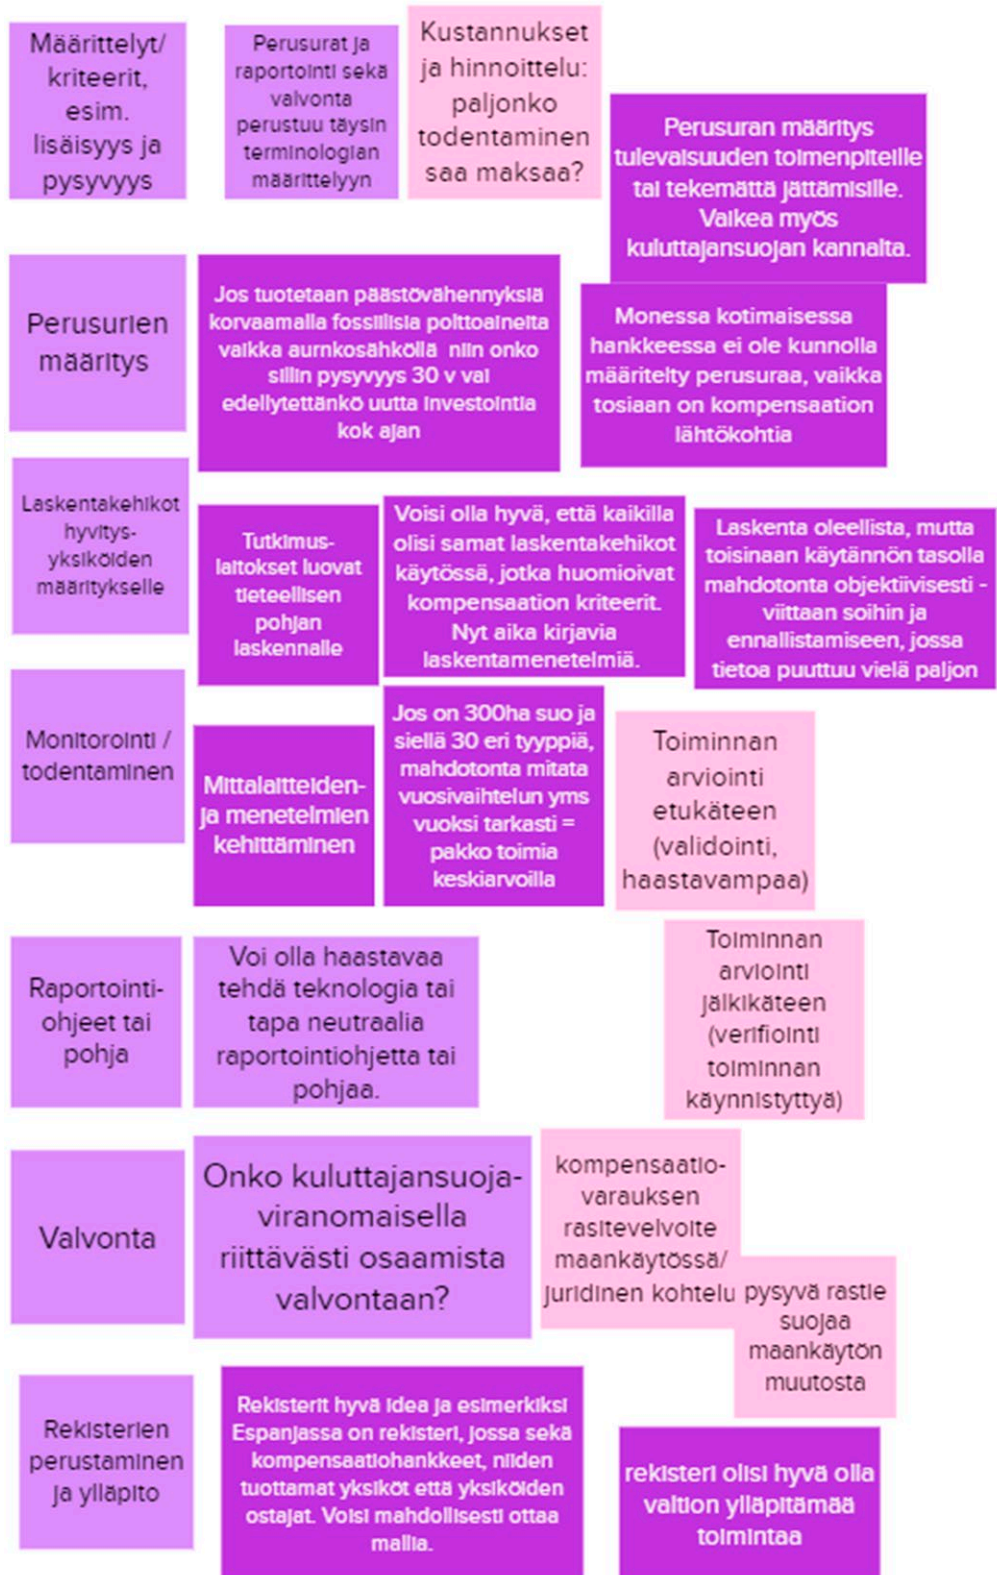 Määrittelyt/
kriteerit,
esim.
lisäisyys ja
pysyvyys
Perusurat ja
raportointi sekä
valvonta
perustuu täysin
terminologian
määrittelyyn
Kustannukset
ja hinnoittelu:
paljonko
todentaminen
saa maksaa?
Perusuran määritys
tulevaisuuden toimenpiteille
tai tekemättä jättämisille.
Vaikea myös
kuluttajansuojan kannalta.
Perusurien
määritys
Jos tuotetaan päästövähennyksiä
korvaamalla fossiilisia polttoaineita
vaikka aurnkosähköllä niin onko
sillin pysyvyys 30 v vai
edellytettänkö uutta investointia
kok ajan
Monessa kotimaisessa
hankkeessa ei ole kunnolla
määritelty perusuraa, vaikka
tosiaan on kompensaation
lähtökohtia
Laskentakehikot
hyvitys-
yksiköiden
määritykselle
Tutkimus-
laitokset luovat
tieteellisen
pohjan
laskennalle
Voisi olla hyvä, että kaikilla
olisi samat laskentakehikot
käytössä, jotka huomioivat
kompensaation kriteerit.
Nyt aika kirjavia
laskentamenetelmiä.
Laskenta oleellista, mutta
toisinaan käytännön tasolla
mahdotonta objektiivisesti -
viittaan soihin ja
ennallistamiseen, jossa
tietoa puuttuu vielä paljon
Monitorointi /
todentaminen
Mittalaitteiden-
ja menetelmien
kehittäminen
Jos on 300ha suo ja
siellä 30 eri tyyppiä,
mahdotonta mitata
vuosivaihtelun yms
vuoksi tarkasti =
pakko toimia
keskiarvoilla
Toiminnan
arviointi
etukäteen
(validointi,
haastavampaa)
Raportointi-
ohjeet tai
pohja
Voi olla haastavaa
tehdä teknologia tai
tapa neutraalia
raportointiohjetta tai
pohjaa.
Toiminnan
arviointi
jälkikäteen
(verifiointi
toiminnan
käynnistyttyä)
Valvonta
Onko kuluttajansuoja-
viranomaisella
riittävästi osaamista
valvontaan?
kompensaatio-
varauksen
rasitevelvoite
maankäytössä/
juridinen kohtelu
pysyvä rastie
suojaa
maankäytön
muutosta
Rekisterien
perustaminen
ja ylläpito
Rekisterit hyvä idea ja esimerkiksi
Espanjassa on rekisteri, jossa sekä
kompensaatiohankkeet, niiden
tuottamat yksiköt että yksiköiden
ostajat. Voisi mahdollisesti ottaa
mallia.
rekisteri olisi hyvä olla
valtion ylläpitämää
toimintaa